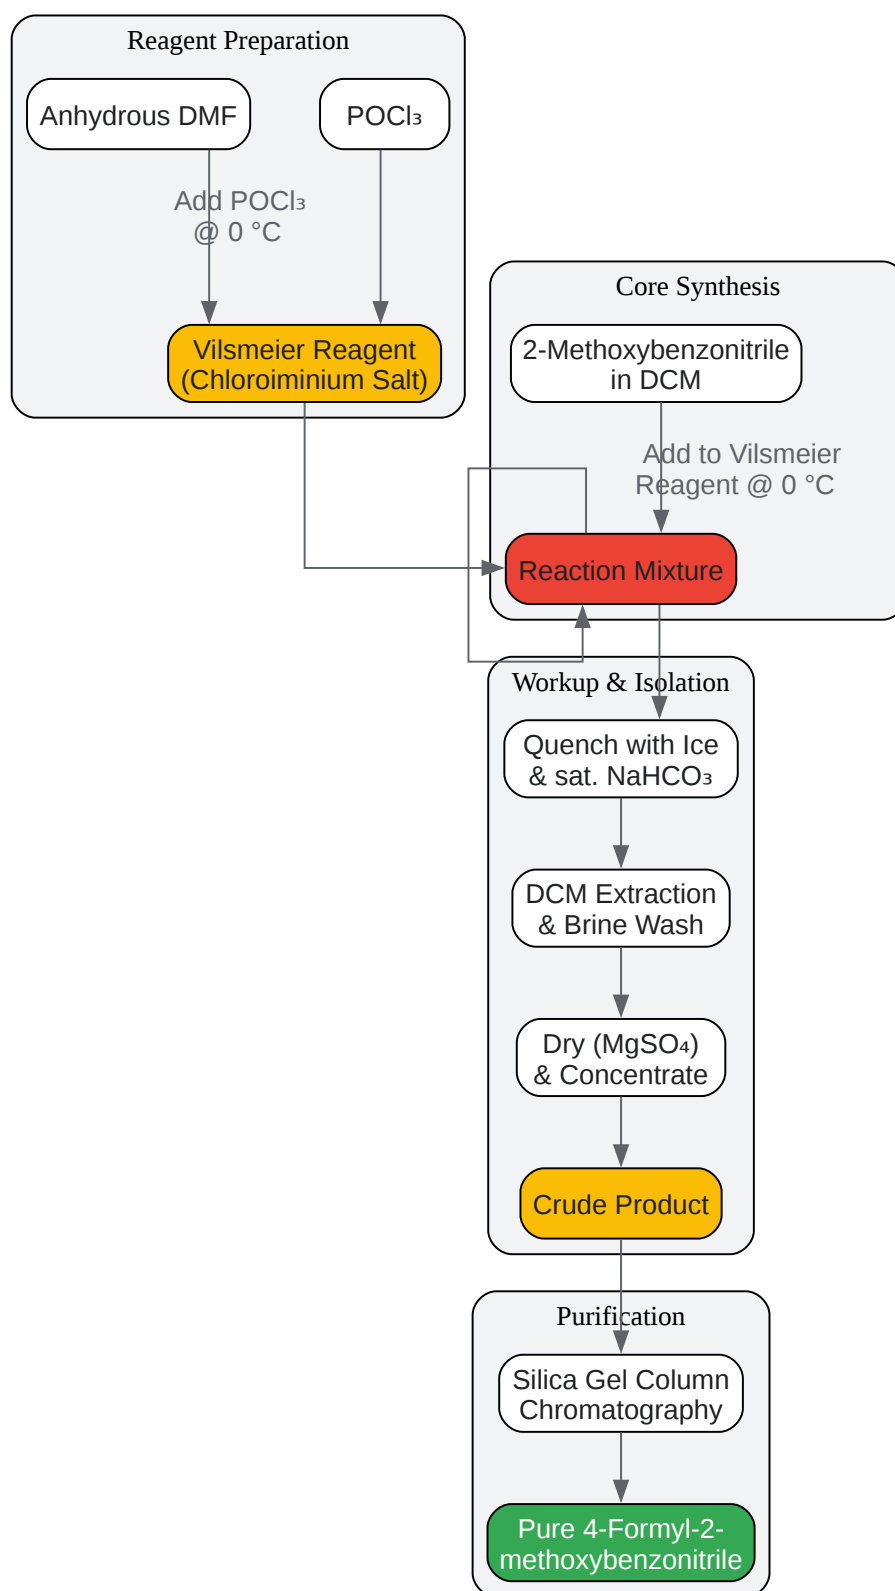 Reagent Preparation
Anhydrous DMF
POCl₃
Add POCl₃
@ 0 °C
Vilsmeier Reagent
(Chloroiminium Salt)
Core Synthesis
2-Methoxybenzonitrile
in DCM
Add to Vilsmeier
Reagent @ 0 °C
Reaction Mixture
Workup & Isolation
Quench with Ice
& sat. NaHCO₃
DCM Extraction
& Brine Wash
Dry (MgSO₄)
& Concentrate
Crude Product
Purification
Silica Gel Column
Chromatography
Pure 4-Formyl-2-
methoxybenzonitrile